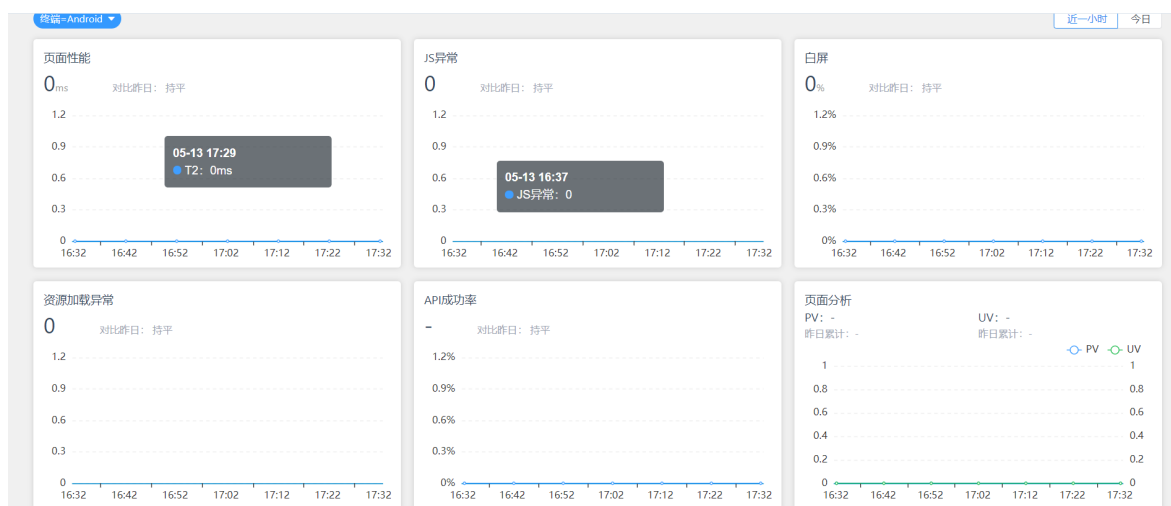 终端=Android
近一小时 今日
页面性能
0ms 对比昨日： 持平
1.2
0.9
0.6
0.3
0
16:32 16:42 16:52 17:02 17:12 17:22 17:32
05-13 17:29
T2：0ms
JS异常
0 对比昨日： 持平
1.2
0.9
0.6
0.3
0
16:32 16:42 16:52 17:02 17:12 17:22 17:32
05-13 16:37
JS异常：0
白屏
0% 对比昨日： 持平
1.2%
0.9%
0.6%
0.3%
0%
16:32 16:42 16:52 17:02 17:12 17:22 17:32
资源加载异常
0 对比昨日： 持平
1.2
0.9
0.6
0.3
0
16:32 16:42 16:52 17:02 17:12 17:22 17:32
API成功率
- 对比昨日： 持平
1.2%
0.9%
0.6%
0.3%
0%
16:32 16:42 16:52 17:02 17:12 17:22 17:32
页面分析
PV： - UV： -
昨日累计： - 昨日累计： -
PV UV
1 1
0.8 0.8
0.6 0.6
0.4 0.4
0.2 0.2
0 0
16:32 16:42 16:52 17:02 17:12 17:22 17:32